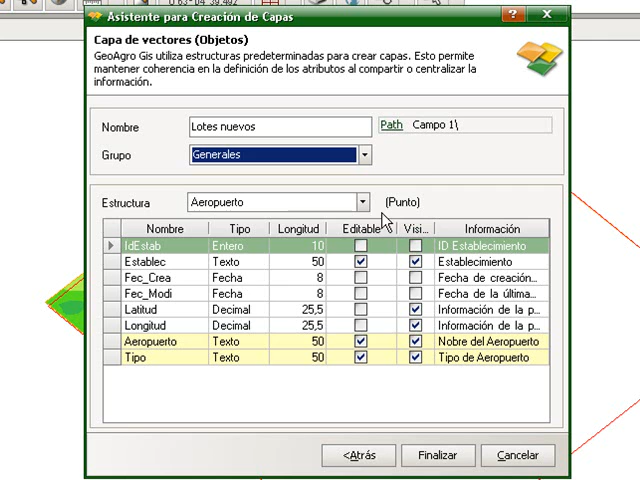 Asistente para Creación de Capas
Capa de vectores (Objetos)
GeoAgro Gis utiliza estructuras predeterminadas para crear capas. Esto permite
mantener coherencia en la definición de los atributos al compartir o centralizar la
información.
Nombre Lotes nuevos Path Campo 1\
Grupo Generales
Estructura Aeropuerto (Punto)
Nombre Tipo Longitud Editable Visi... Información
IdEstab Entero 10 ID Establecimiento
Establec Texto 50 Establecimiento
Fec_Crea Fecha 8 Fecha de creación...
Fec_Modi Fecha 8 Fecha de la última...
Latitud Decimal 25,5 Información de la p...
Longitud Decimal 25,5 Información de la p...
Aeropuerto Texto 50 Nobre del Aeropuerto
Tipo Texto 50 Tipo de Aeropuerto
<Atrás Finalizar Cancelar